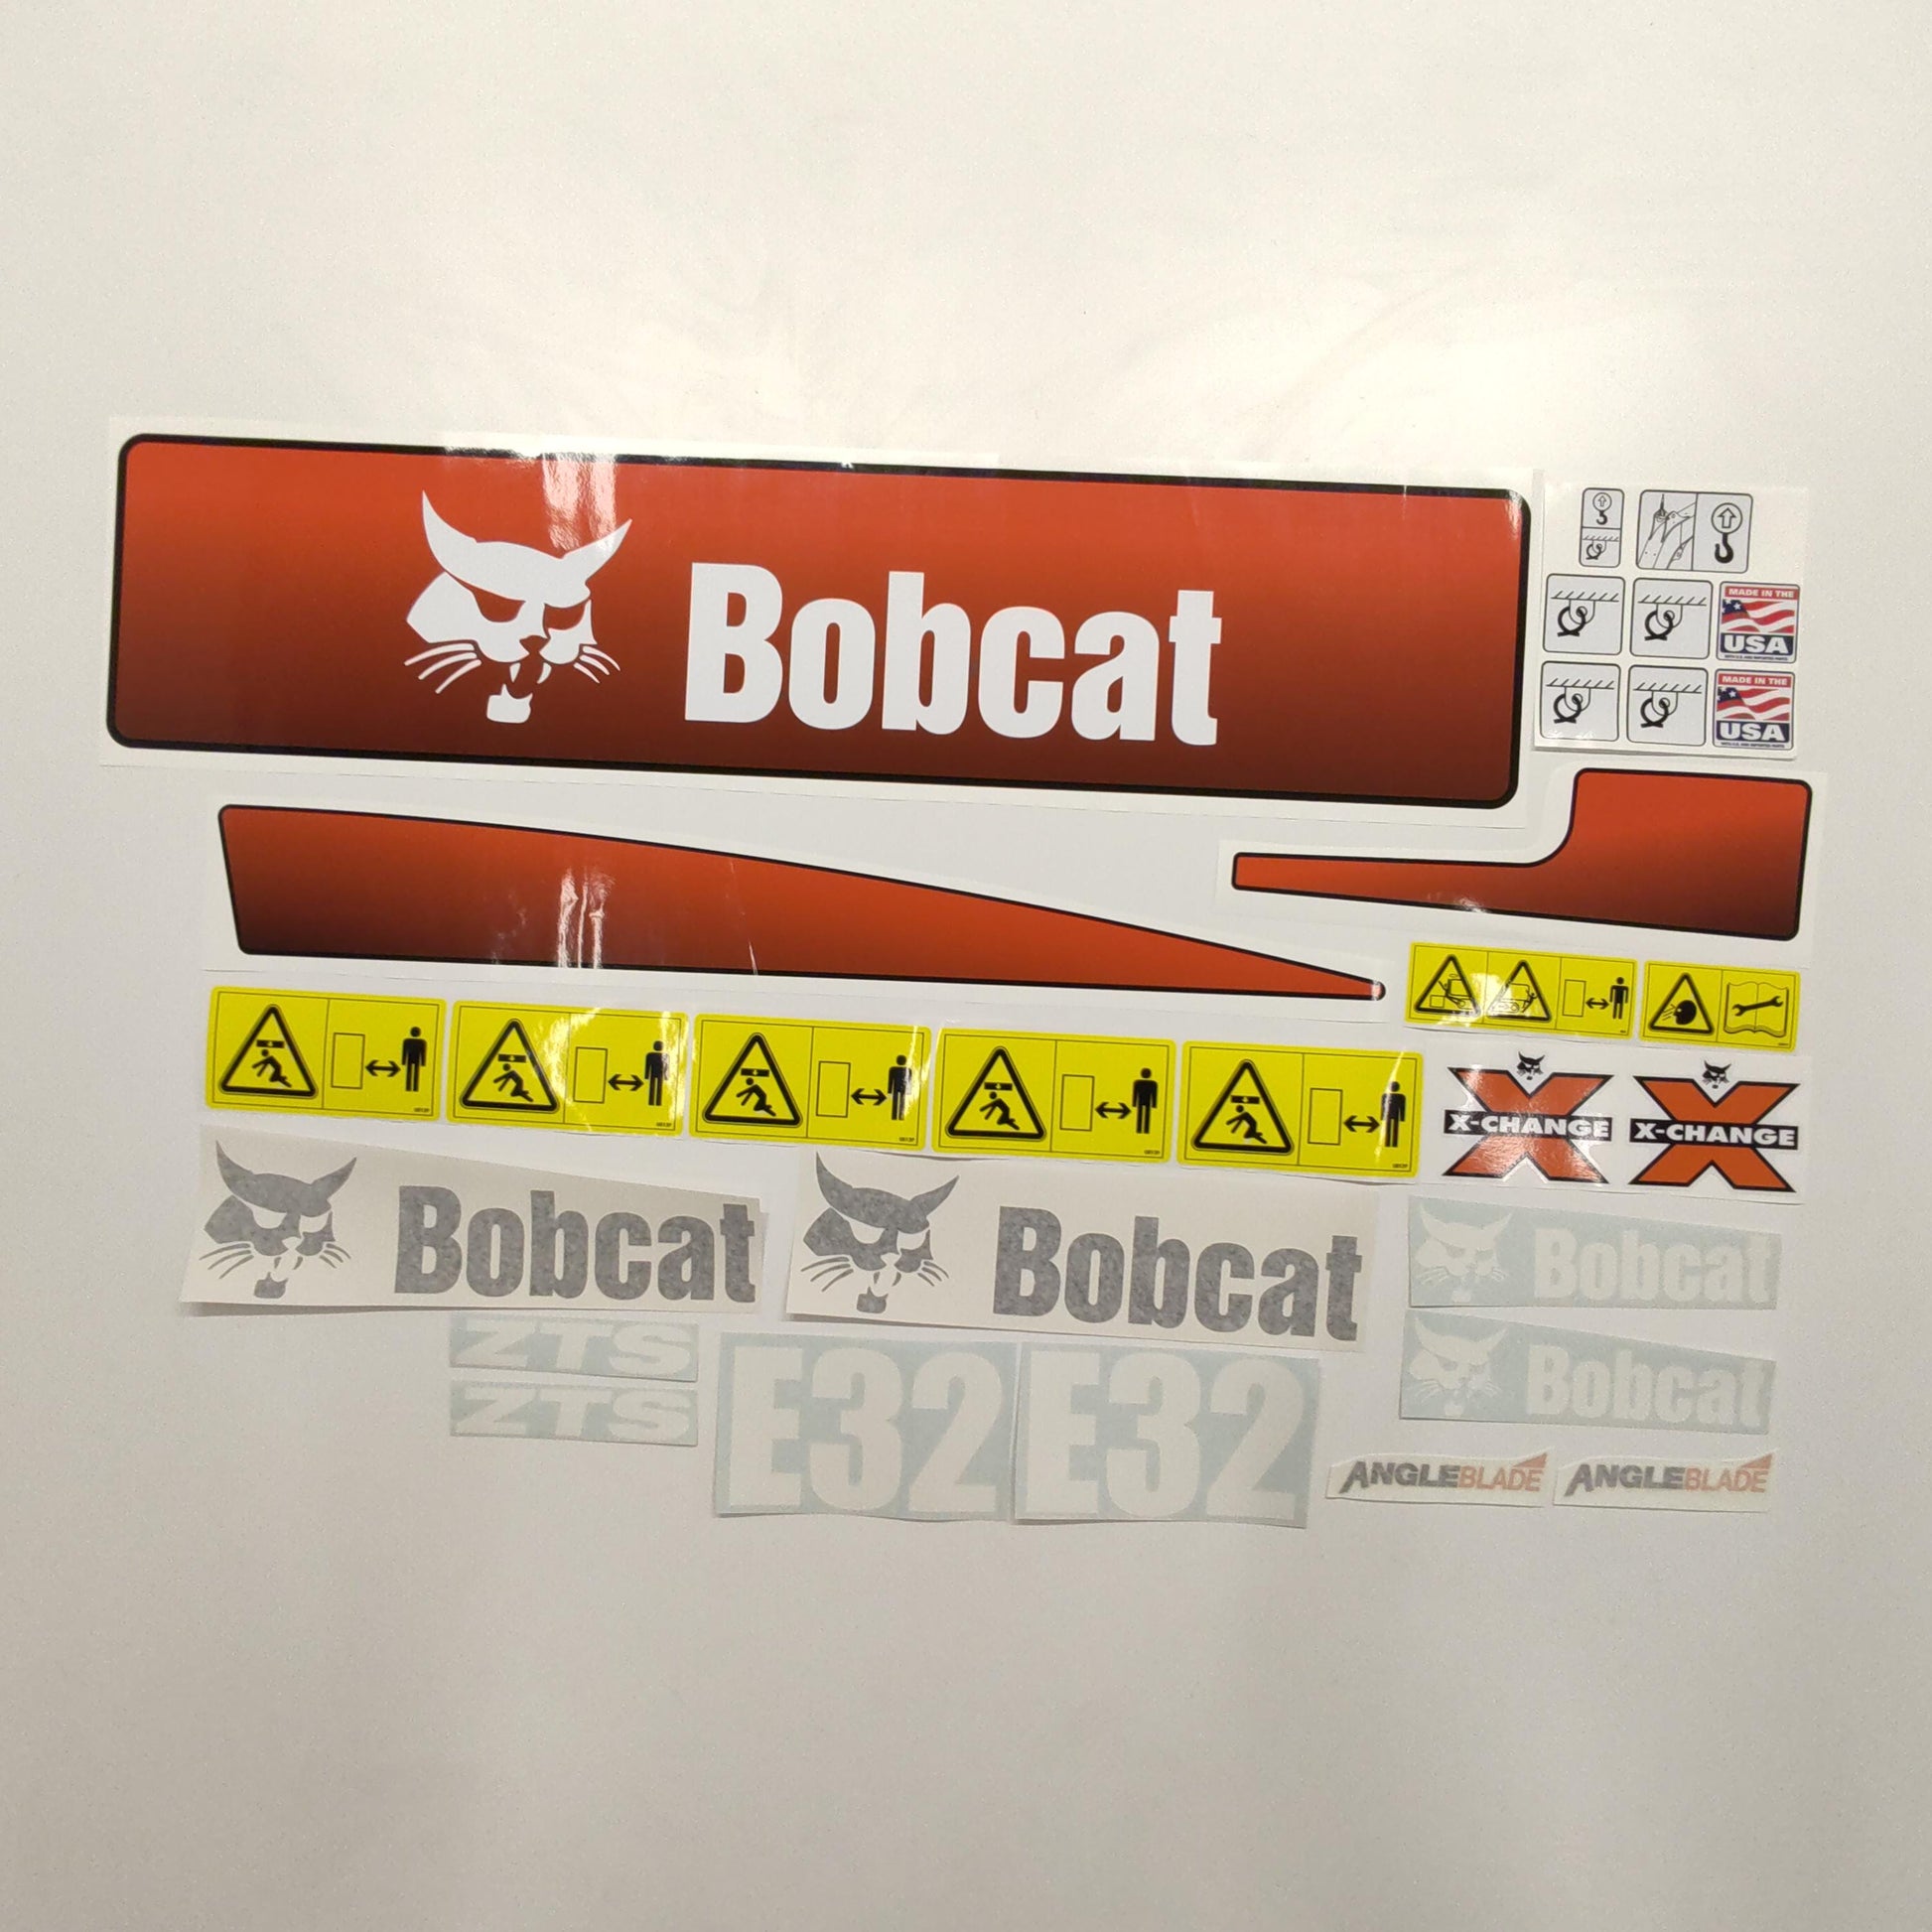 Bobcat
MADE IN THE
USA
MADE IN THE
USA
X-CHANGE
X-CHANGE
Bobcat
Bobcat
Bobcat
Bobcat
ZTS
ZTS
E32
E32
ANGLEBLADE
ANGLEBLADE